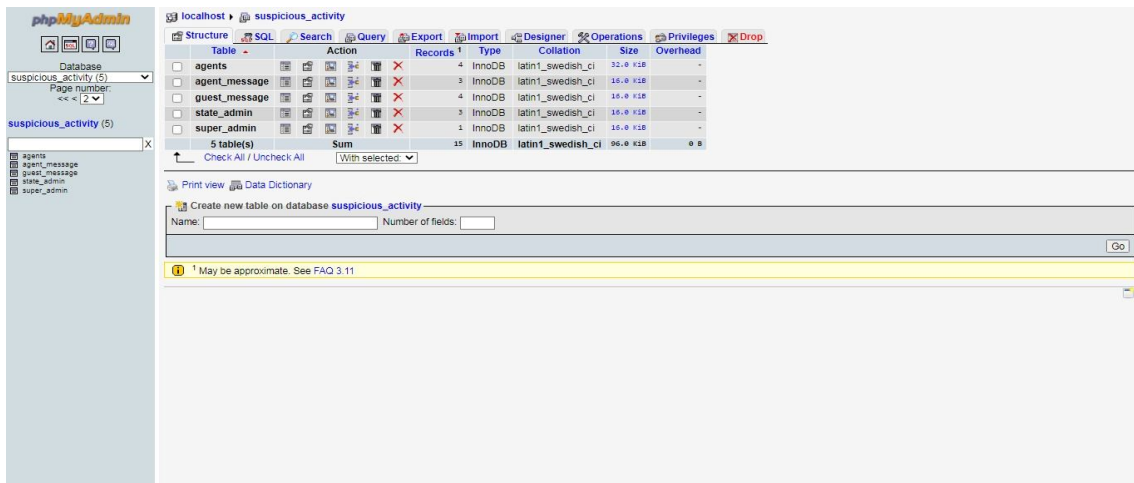 phpMyAdmin
SQL
Database
suspicious_activity (5)
Page number:
<< < 2
suspicious_activity (5)
X
agents
agent_message
guest_message
state_admin
super_admin
localhost suspicious_activity
Structure SQL Search Query Export Import Designer Operations Privileges Drop
Table Action Records 1 Type Collation Size Overhead
agents 4 InnoDB latin1_swedish_ci 32.0 KiB -
agent_message 3 InnoDB latin1_swedish_ci 16.0 KiB -
guest_message 4 InnoDB latin1_swedish_ci 16.0 KiB -
state_admin 3 InnoDB latin1_swedish_ci 16.0 KiB -
super_admin 1 InnoDB latin1_swedish_ci 16.0 KiB -
5 table(s) Sum 15 InnoDB latin1_swedish_ci 96.0 KiB 0 B
Check All / Uncheck All With selected:
Print view Data Dictionary
Create new table on database suspicious_activity
Name: Number of fields:
Go
1 May be approximate. See FAQ 3.11